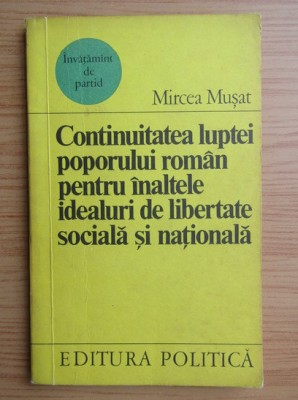 Învățămînt
de
partid
Mircea Mușat
Continuitatea luptei
poporului român
pentru înaltele
idealuri de libertate
socială și națională
EDITURA POLITICĂ